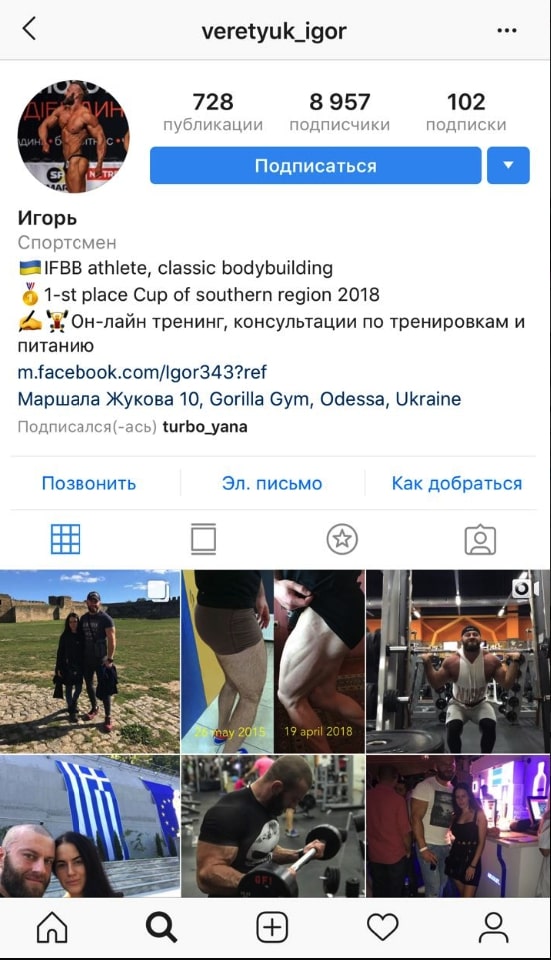 veretyuk_igor
728 8 957 102
публикации подписчики подписки
Подписаться
Игорь
Спортсмен
IFBB athlete, classic bodybuilding
1-st place Cup of southern region 2018
Он-лайн тренинг, консультации по тренировкам и
питанию
m.facebook.com/Igor343?ref
Маршала Жукова 10, Gorilla Gym, Odessa, Ukraine
Подписался(-ась) turbo_yana
Позвонить Эл. письмо Как добраться
26 may 2015 19 april 2018